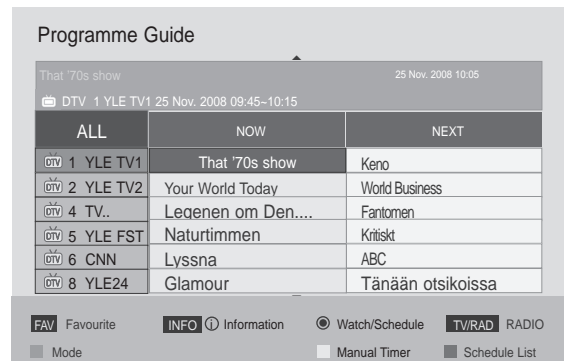 Programme Guide
That '70s show 25 Nov. 2008 10:05
DTV 1 YLE TV1 25 Nov. 2008 09:45~10:15
ALL NOW NEXT
DTV 1 YLE TV1 That '70s show Keno
DTV 2 YLE TV2 Your World Today World Business
DTV 4 TV.. Legenen om Den.... Fantomen
DTV 5 YLE FST Naturtimmen Kritiskt
DTV 6 CNN Lyssna ABC
DTV 8 YLE24 Glamour Tänään otsikoissa
FAV Favourite INFO i Information Watch/Schedule TV/RAD RADIO
Mode Manual Timer Schedule List